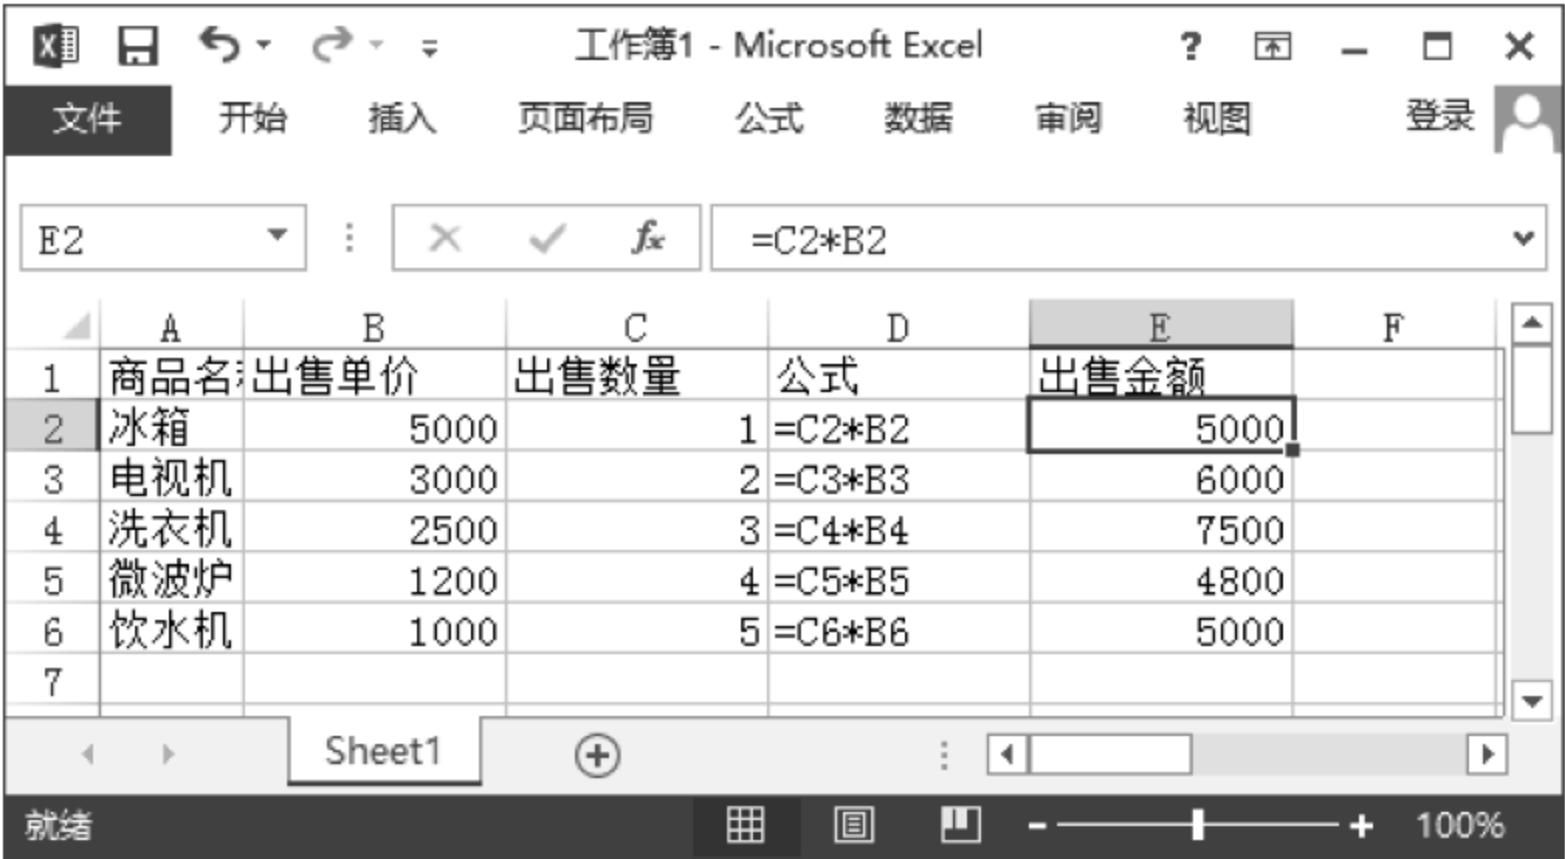 工作簿1 - Microsoft Excel ?
文件 开始 插入 页面布局 公式 数据 审阅 视图 登录
E2 fx =C2*B2
A B C D E F
1 商品名 出售单价 出售数量 公式 出售金额
2 冰箱 5000 1 =C2*B2 5000
3 电视机 3000 2 =C3*B3 6000
4 洗衣机 2500 3 =C4*B4 7500
5 微波炉 1200 4 =C5*B5 4800
6 饮水机 1000 5 =C6*B6 5000
7
Sheet1
就绪 100%